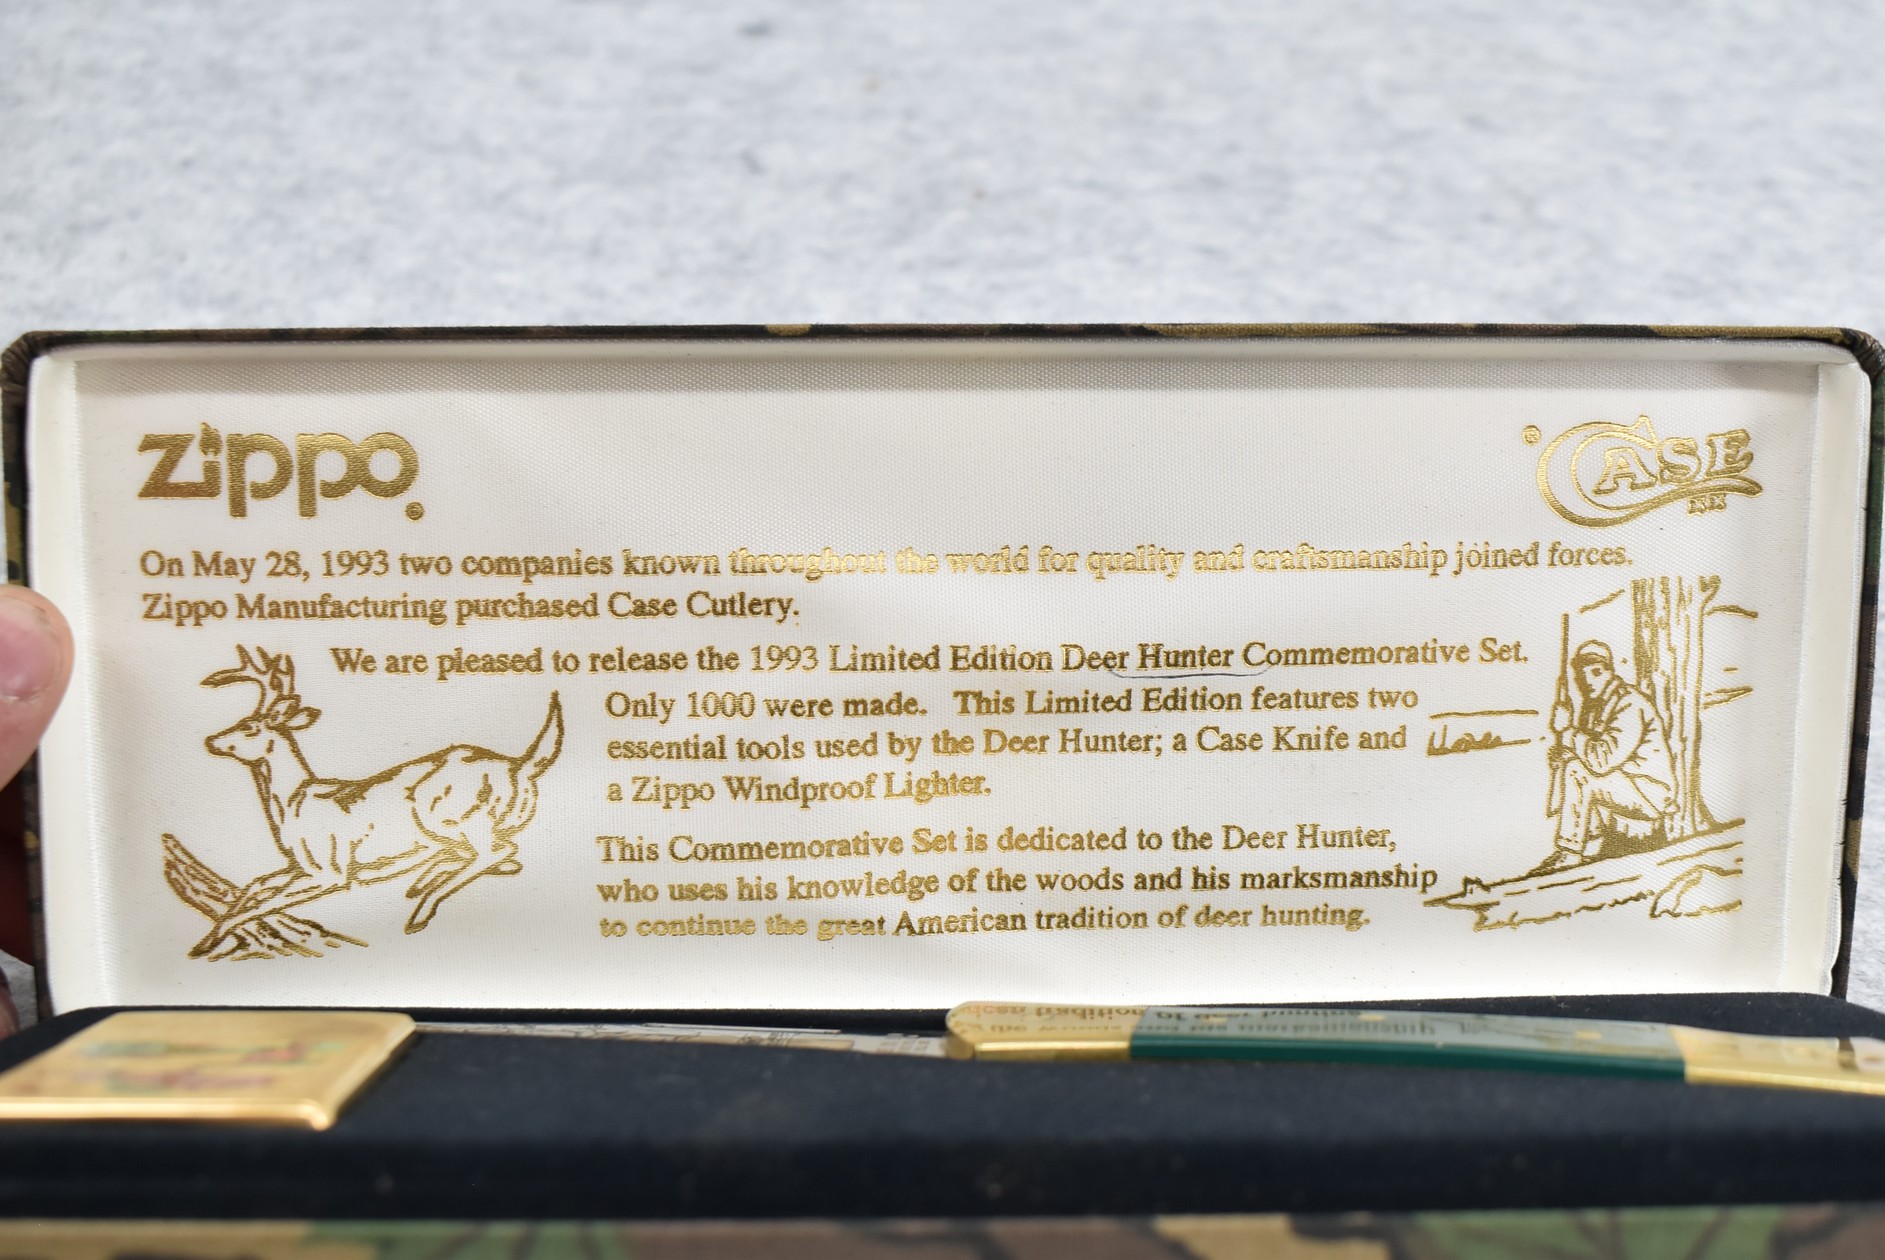 Zippo®
® CASE
XX
On May 28, 1993 two companies known throughout the world for quality and craftsmanship joined forces.
Zippo Manufacturing purchased Case Cutlery.
We are pleased to release the 1993 Limited Edition Deer Hunter Commemorative Set.
Only 1000 were made. This Limited Edition features two
essential tools used by the Deer Hunter; a Case Knife and
a Zippo Windproof Lighter.
This Commemorative Set is dedicated to the Deer Hunter,
who uses his knowledge of the woods and his marksmanship
to continue the great American tradition of deer hunting.